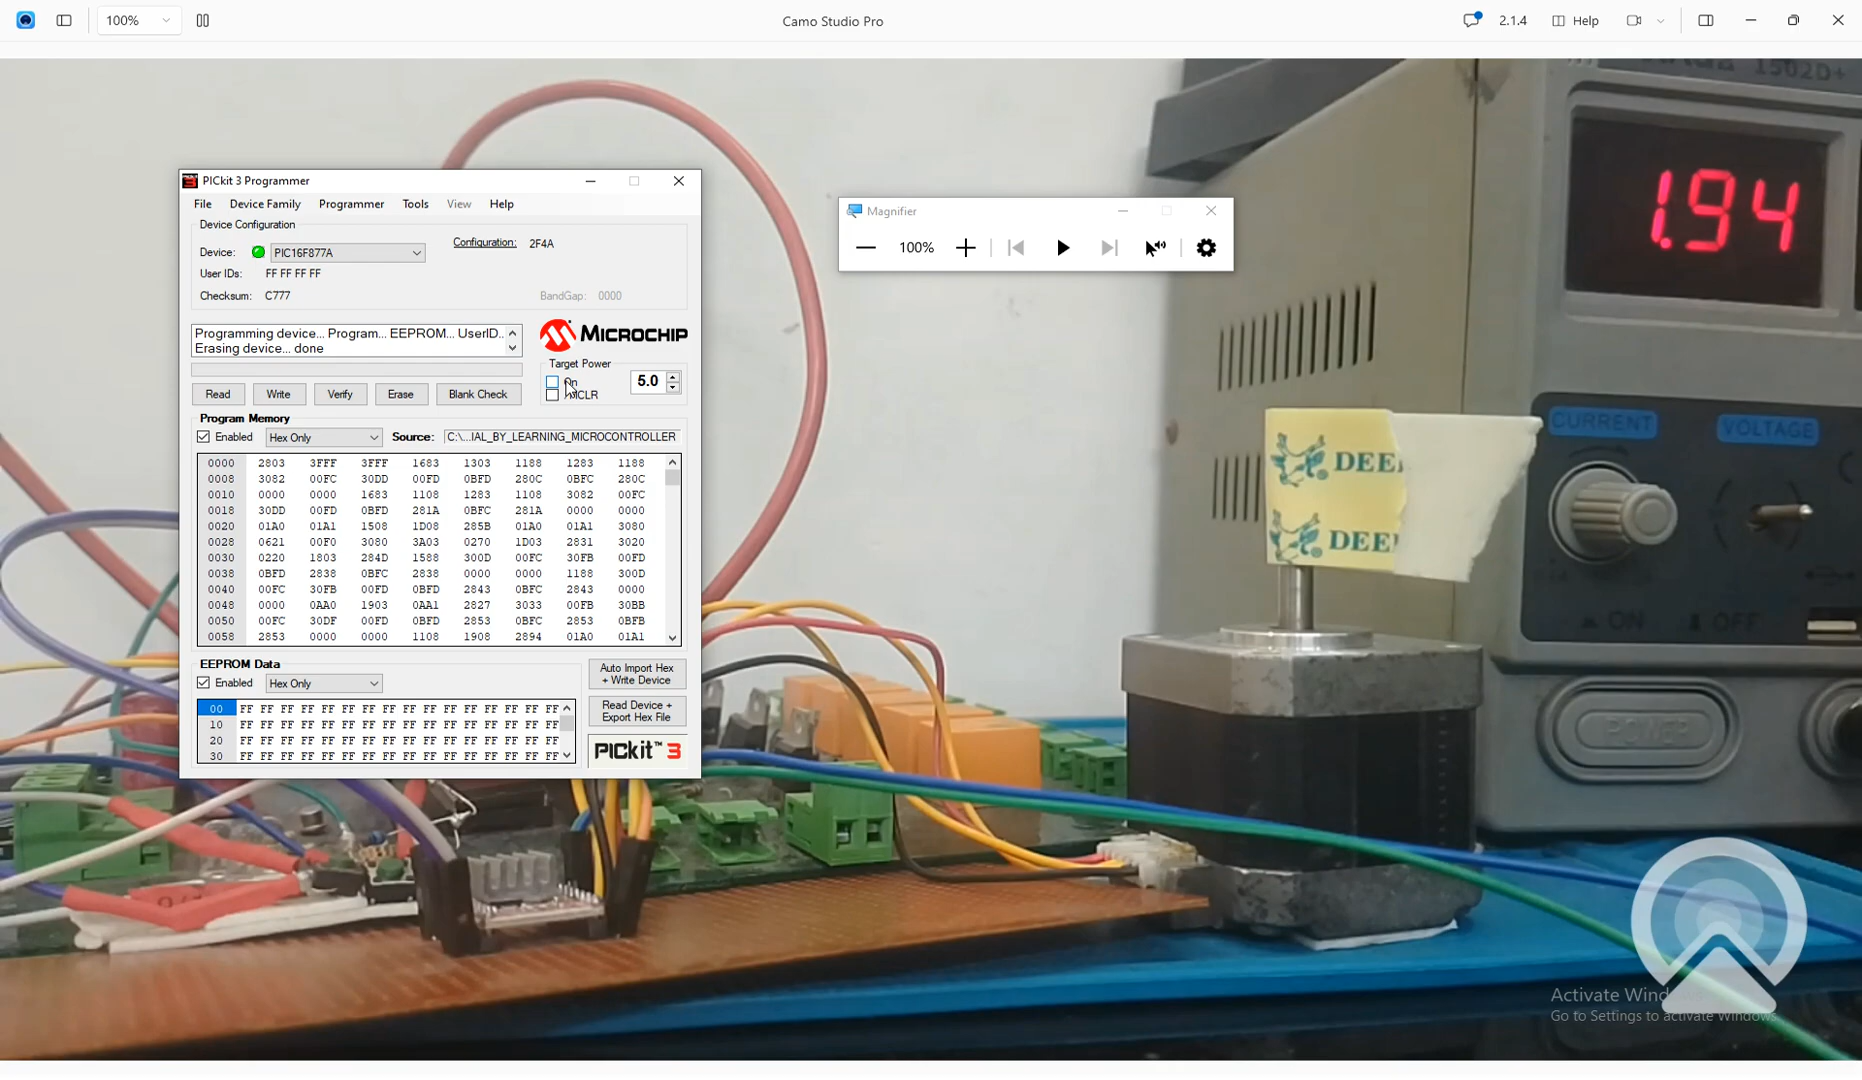 100%
Camo Studio Pro
2.1.4
Help
1502D+
1.94
CURRENT
VOLTAGE
ON
OFF
POWER
DEE
DEE
PICkit 3 Programmer
File Device Family Programmer Tools View Help
Device Configuration
Device: PIC16F877A
Configuration: 2F4A
User IDs: FF FF FF FF
Checksum: C777
BandGap: 0000
Programming device... Program... EEPROM... UserID..
Erasing device... done
MICROCHIP
Target Power
On
MCLR
5.0
Read Write Verify Erase Blank Check
Program Memory
Enabled Hex Only Source: C:\...IAL_BY_LEARNING_MICROCONTROLLER
0000 2803 3FFF 3FFF 1683 1303 1188 1283 1188
0008 3082 00FC 30DD 00FD 0BFD 280C 0BFC 280C
0010 0000 0000 1683 1108 1283 1108 3082 00FC
0018 30DD 00FD 0BFD 281A 0BFC 281A 0000 0000
0020 01A0 01A1 1508 1D08 285B 01A0 01A1 3080
0028 0621 00F0 3080 3A03 0270 1D03 2831 3020
0030 0220 1803 284D 1588 300D 00FC 30FB 00FD
0038 0BFD 2838 0BFC 2838 0000 0000 1188 300D
0040 00FC 30FB 00FD 0BFD 2843 0BFC 2843 0000
0048 0000 0AA0 1903 0AA1 2827 3033 00FB 30BB
0050 00FC 30DF 00FD 0BFD 2853 0BFC 2853 0BFB
0058 2853 0000 0000 1108 1908 2894 01A0 01A1
EEPROM Data
Enabled Hex Only
Auto Import Hex
+ Write Device
Read Device +
Export Hex File
00 FF FF FF FF FF FF FF FF FF FF FF FF FF FF FF FF
10 FF FF FF FF FF FF FF FF FF FF FF FF FF FF FF FF
20 FF FF FF FF FF FF FF FF FF FF FF FF FF FF FF FF
30 FF FF FF FF FF FF FF FF FF FF FF FF FF FF FF FF
PICkit™ 3
Magnifier
100%
Activate Windows
Go to Settings to activate Windows.